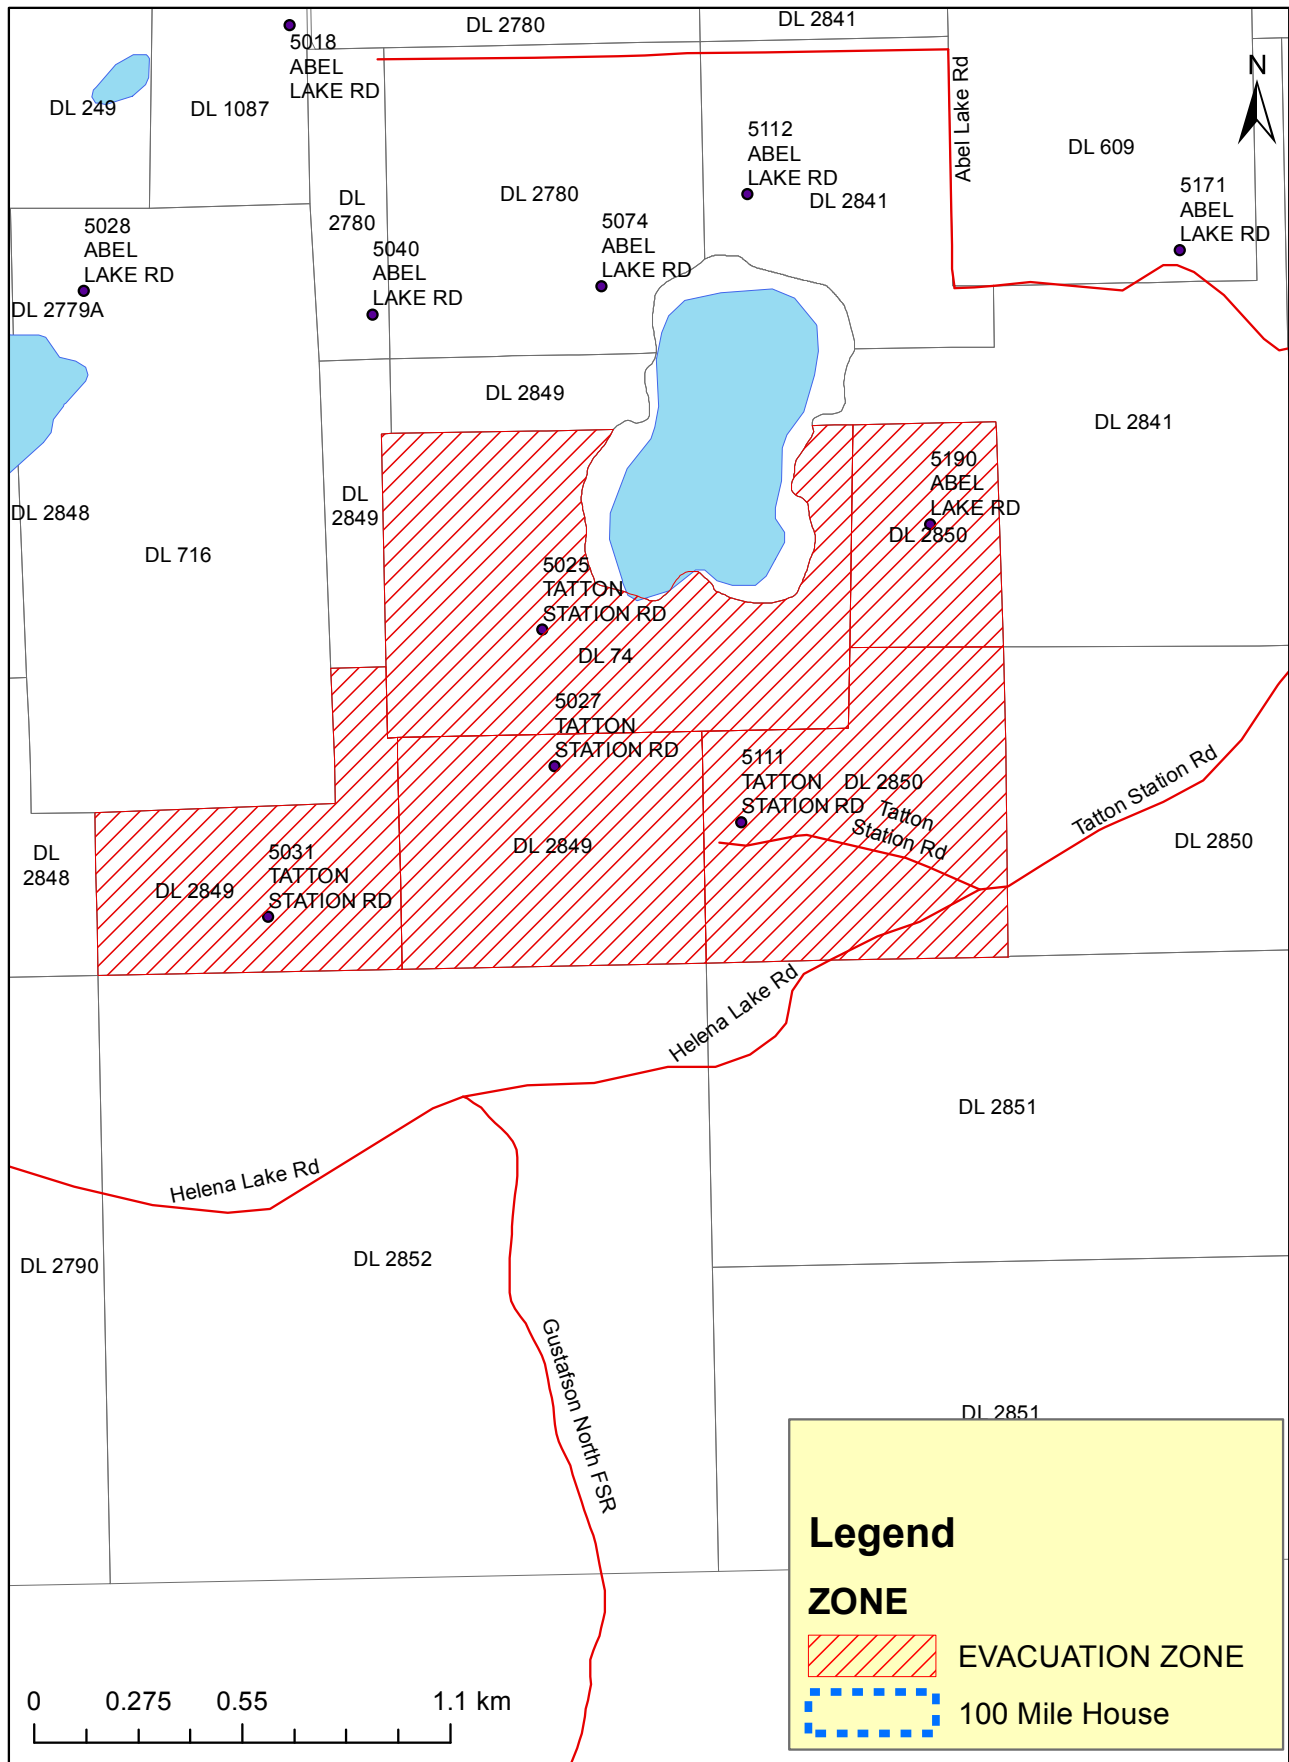 DL 2780
DL 2841
5018
ABEL
LAKE RD
DL 249
DL 1087
Abel Lake Rd
N
DL 609
5112
ABEL
LAKE RD
DL 2841
DL
2780
DL 2780
5171
ABEL
LAKE RD
5028
ABEL
LAKE RD
5040
ABEL
LAKE RD
5074
ABEL
LAKE RD
DL 2779A
DL 2849
DL 2841
5190
ABEL
LAKE RD
DL 2850
DL 2848
DL
2849
DL 716
5025
TATTON
STATION RD
DL 74
5027
TATTON
STATION RD
5111
TATTON
STATION RD
DL 2850
Tatton
Station Rd
Tatton Station Rd
DL 2850
DL
2848
DL 2849
5031
TATTON
STATION RD
DL 2849
Helena Lake Rd
DL 2851
Helena Lake Rd
DL 2790
DL 2852
Gustafson North FSR
DL 2851
Legend
ZONE
EVACUATION ZONE
100 Mile House
0 0.275 0.55 1.1 km